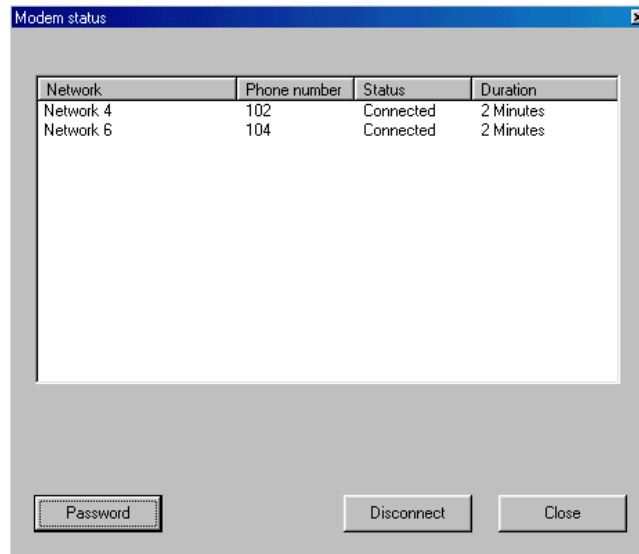 Modem status
Network Phone number Status Duration
Network 4 102 Connected 2 Minutes
Network 6 104 Connected 2 Minutes
Password Disconnect Close